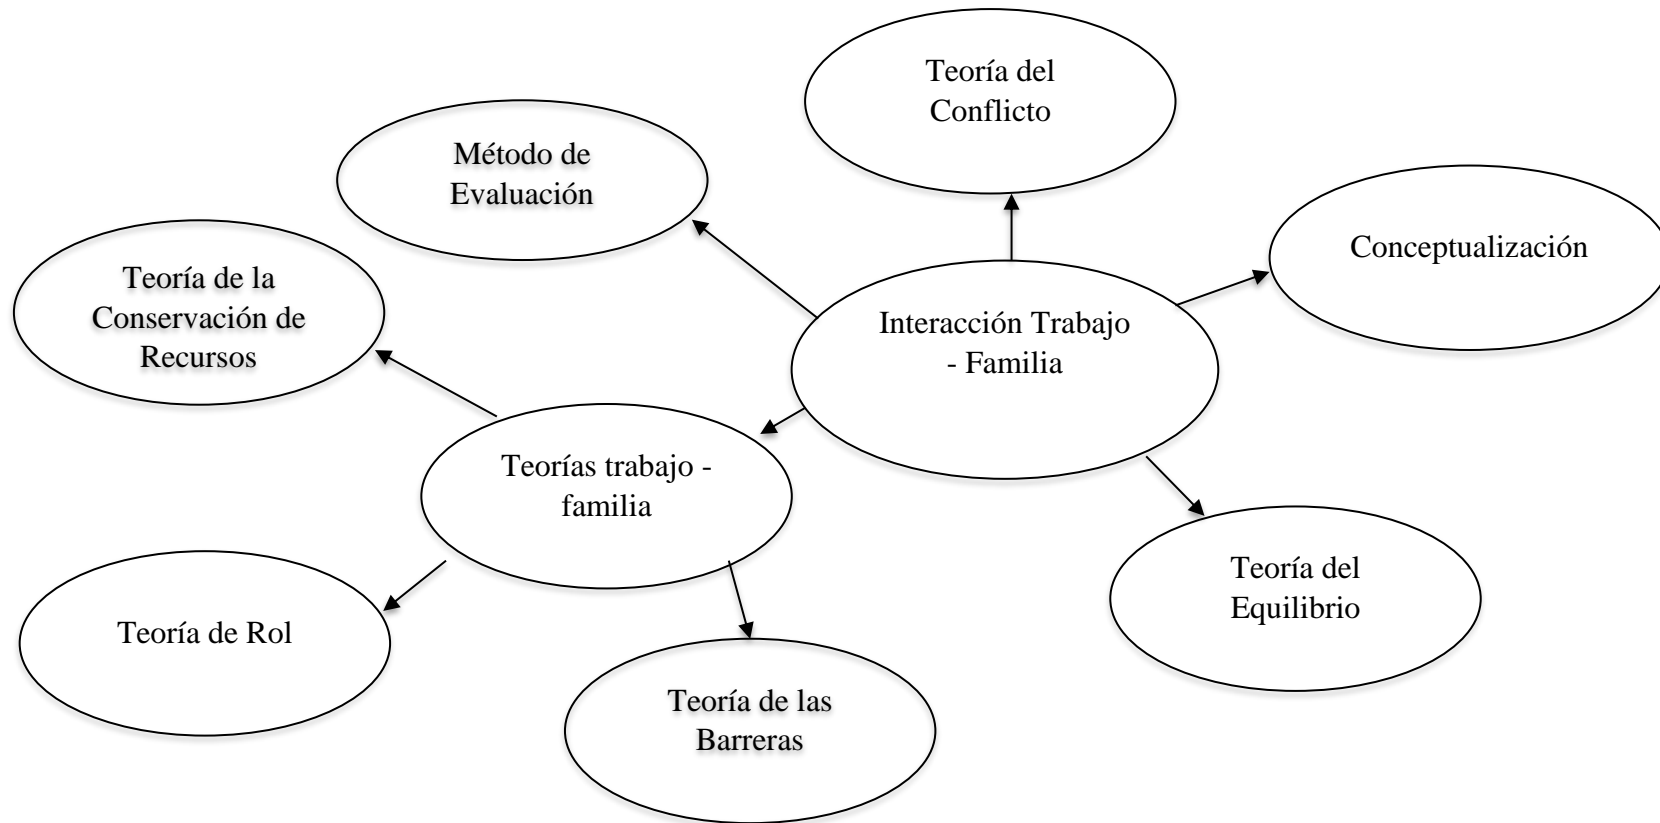 Teoría del
Conflicto
Método de
Evaluación
Conceptualización
Teoría de la
Conservación de
Recursos
Interacción Trabajo
- Familia
Teorías trabajo -
familia
Teoría del
Equilibrio
Teoría de Rol
Teoría de las
Barreras